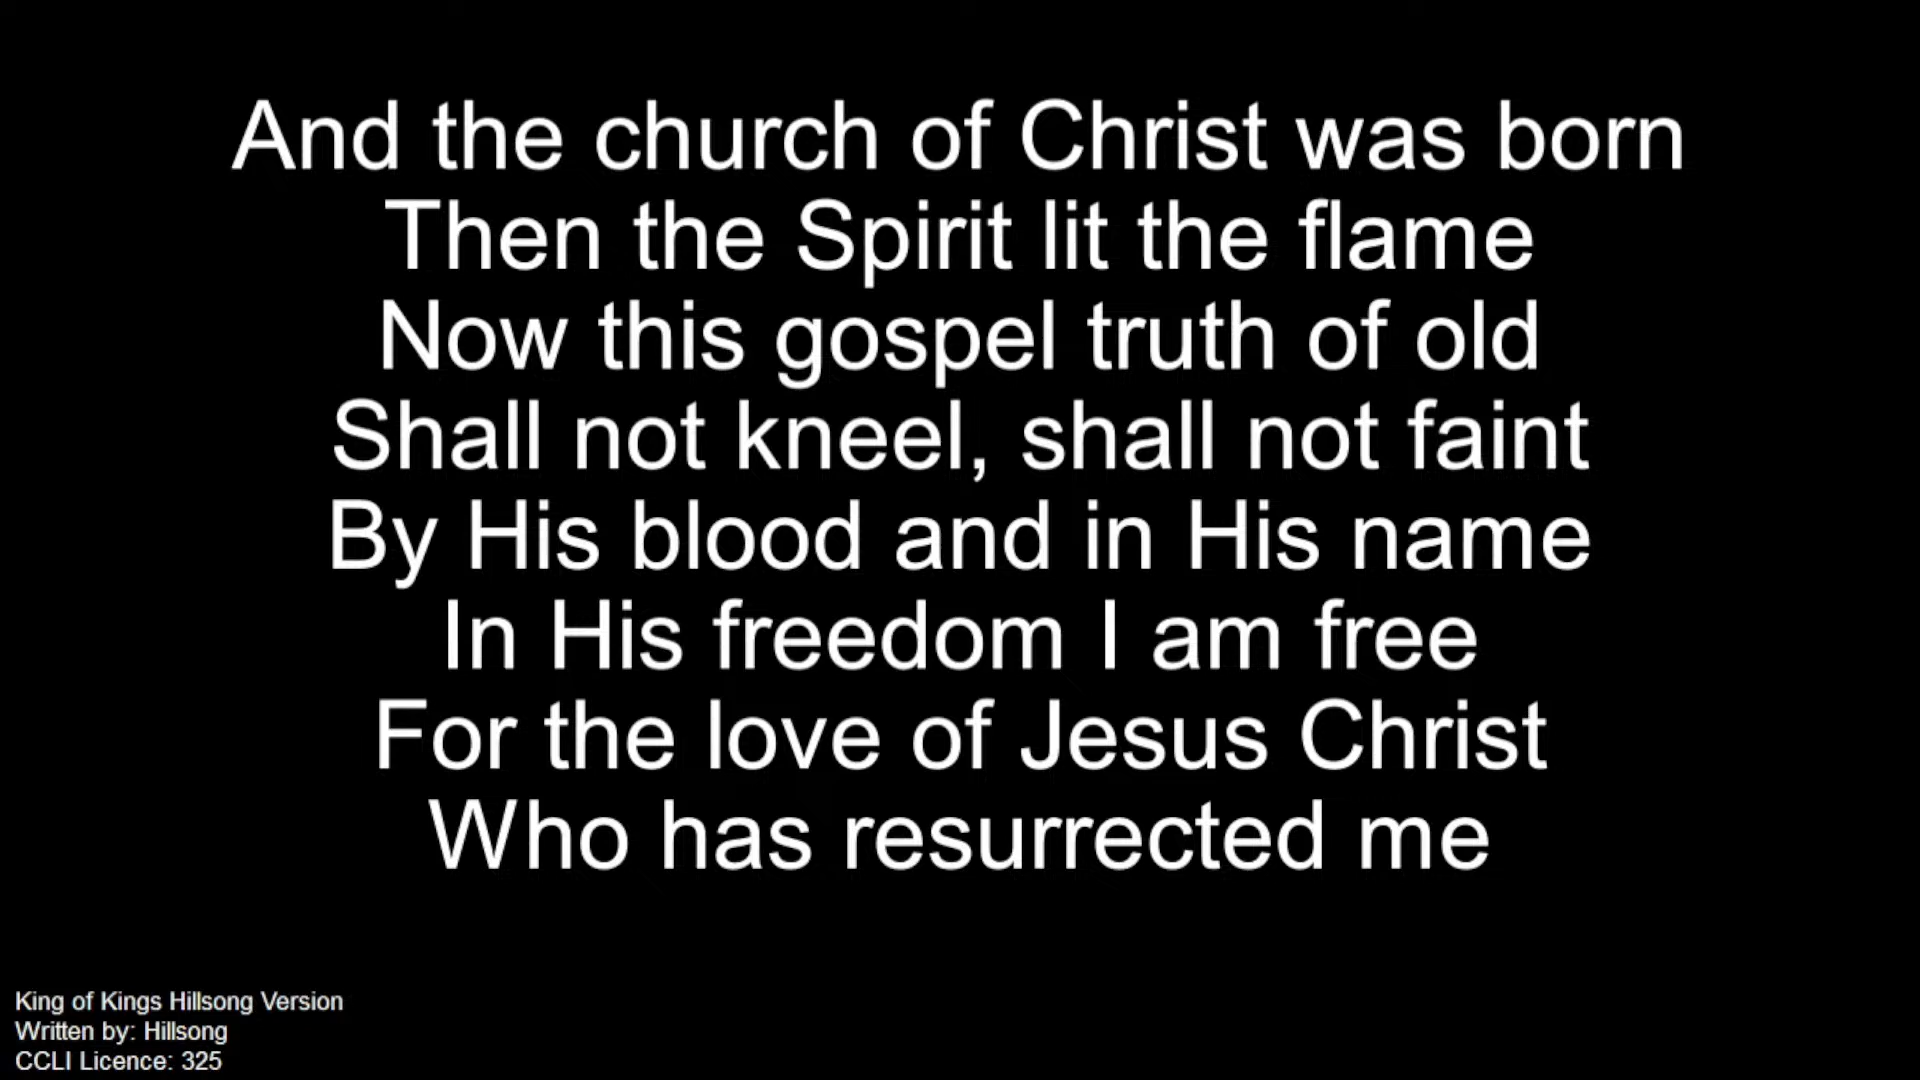 And the church of Christ was born
Then the Spirit lit the flame
Now this gospel truth of old
Shall not kneel, shall not faint
By His blood and in His name
In His freedom I am free
For the love of Jesus Christ
Who has resurrected me
King of Kings Hillsong Version
Written by: Hillsong
CCLI Licence: 325